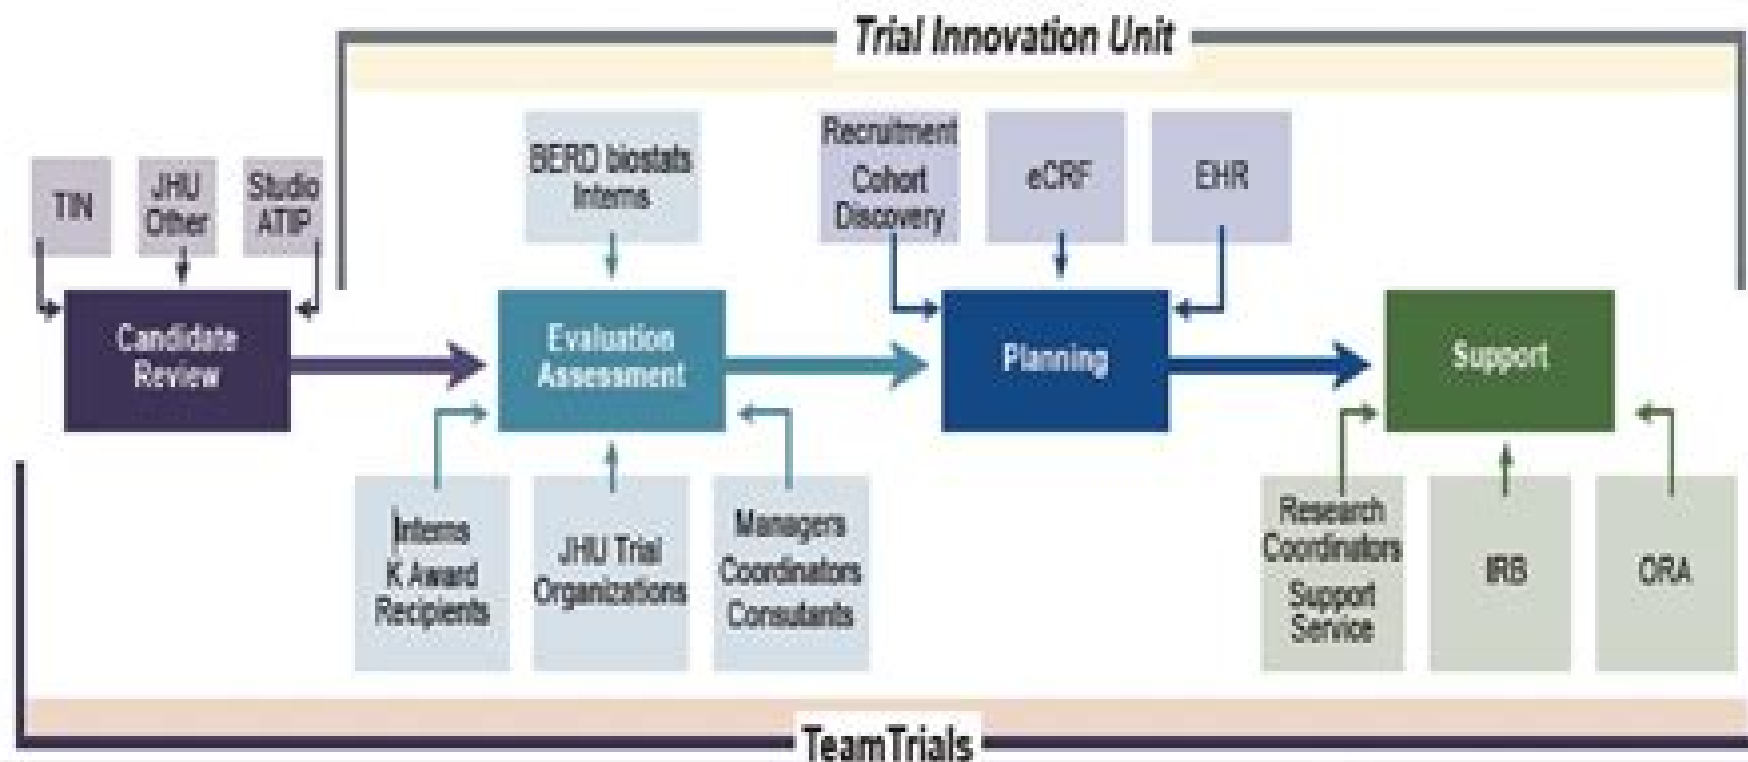 Trial Innovation Unit
TIN
JHU
Other
Studio
ATIP
BERD biostats
Interns
Recruitment
Cohort
Discovery
eCRF
EHR
Candidate
Review
Evaluation
Assessment
Planning
Support
Interns
K Award
Recipients
JHU Trial
Organizations
Managers
Coordinators
Consutants
Research
Coordinators
Support
Service
IRB
ORA
TeamTrials